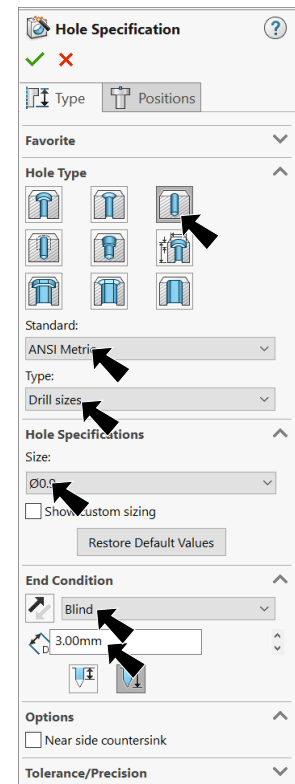 Hole Specification
?
Type Positions
Favorite
Hole Type
Standard:
ANSI Metric
Type:
Drill sizes
Hole Specifications
Size:
Ø0.9
Show custom sizing
Restore Default Values
End Condition
Blind
D 3.00mm
Options
Near side countersink
Tolerance/Precision